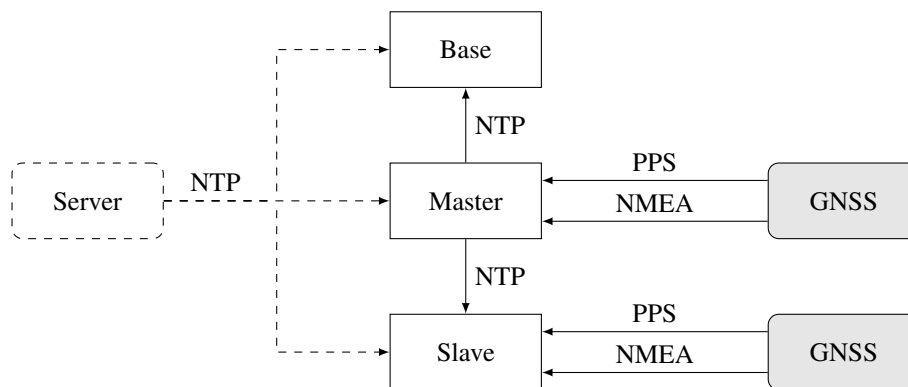 Base
NTP
PPS
Server
NTP
Master
GNSS
NMEA
NTP
PPS
Slave
GNSS
NMEA